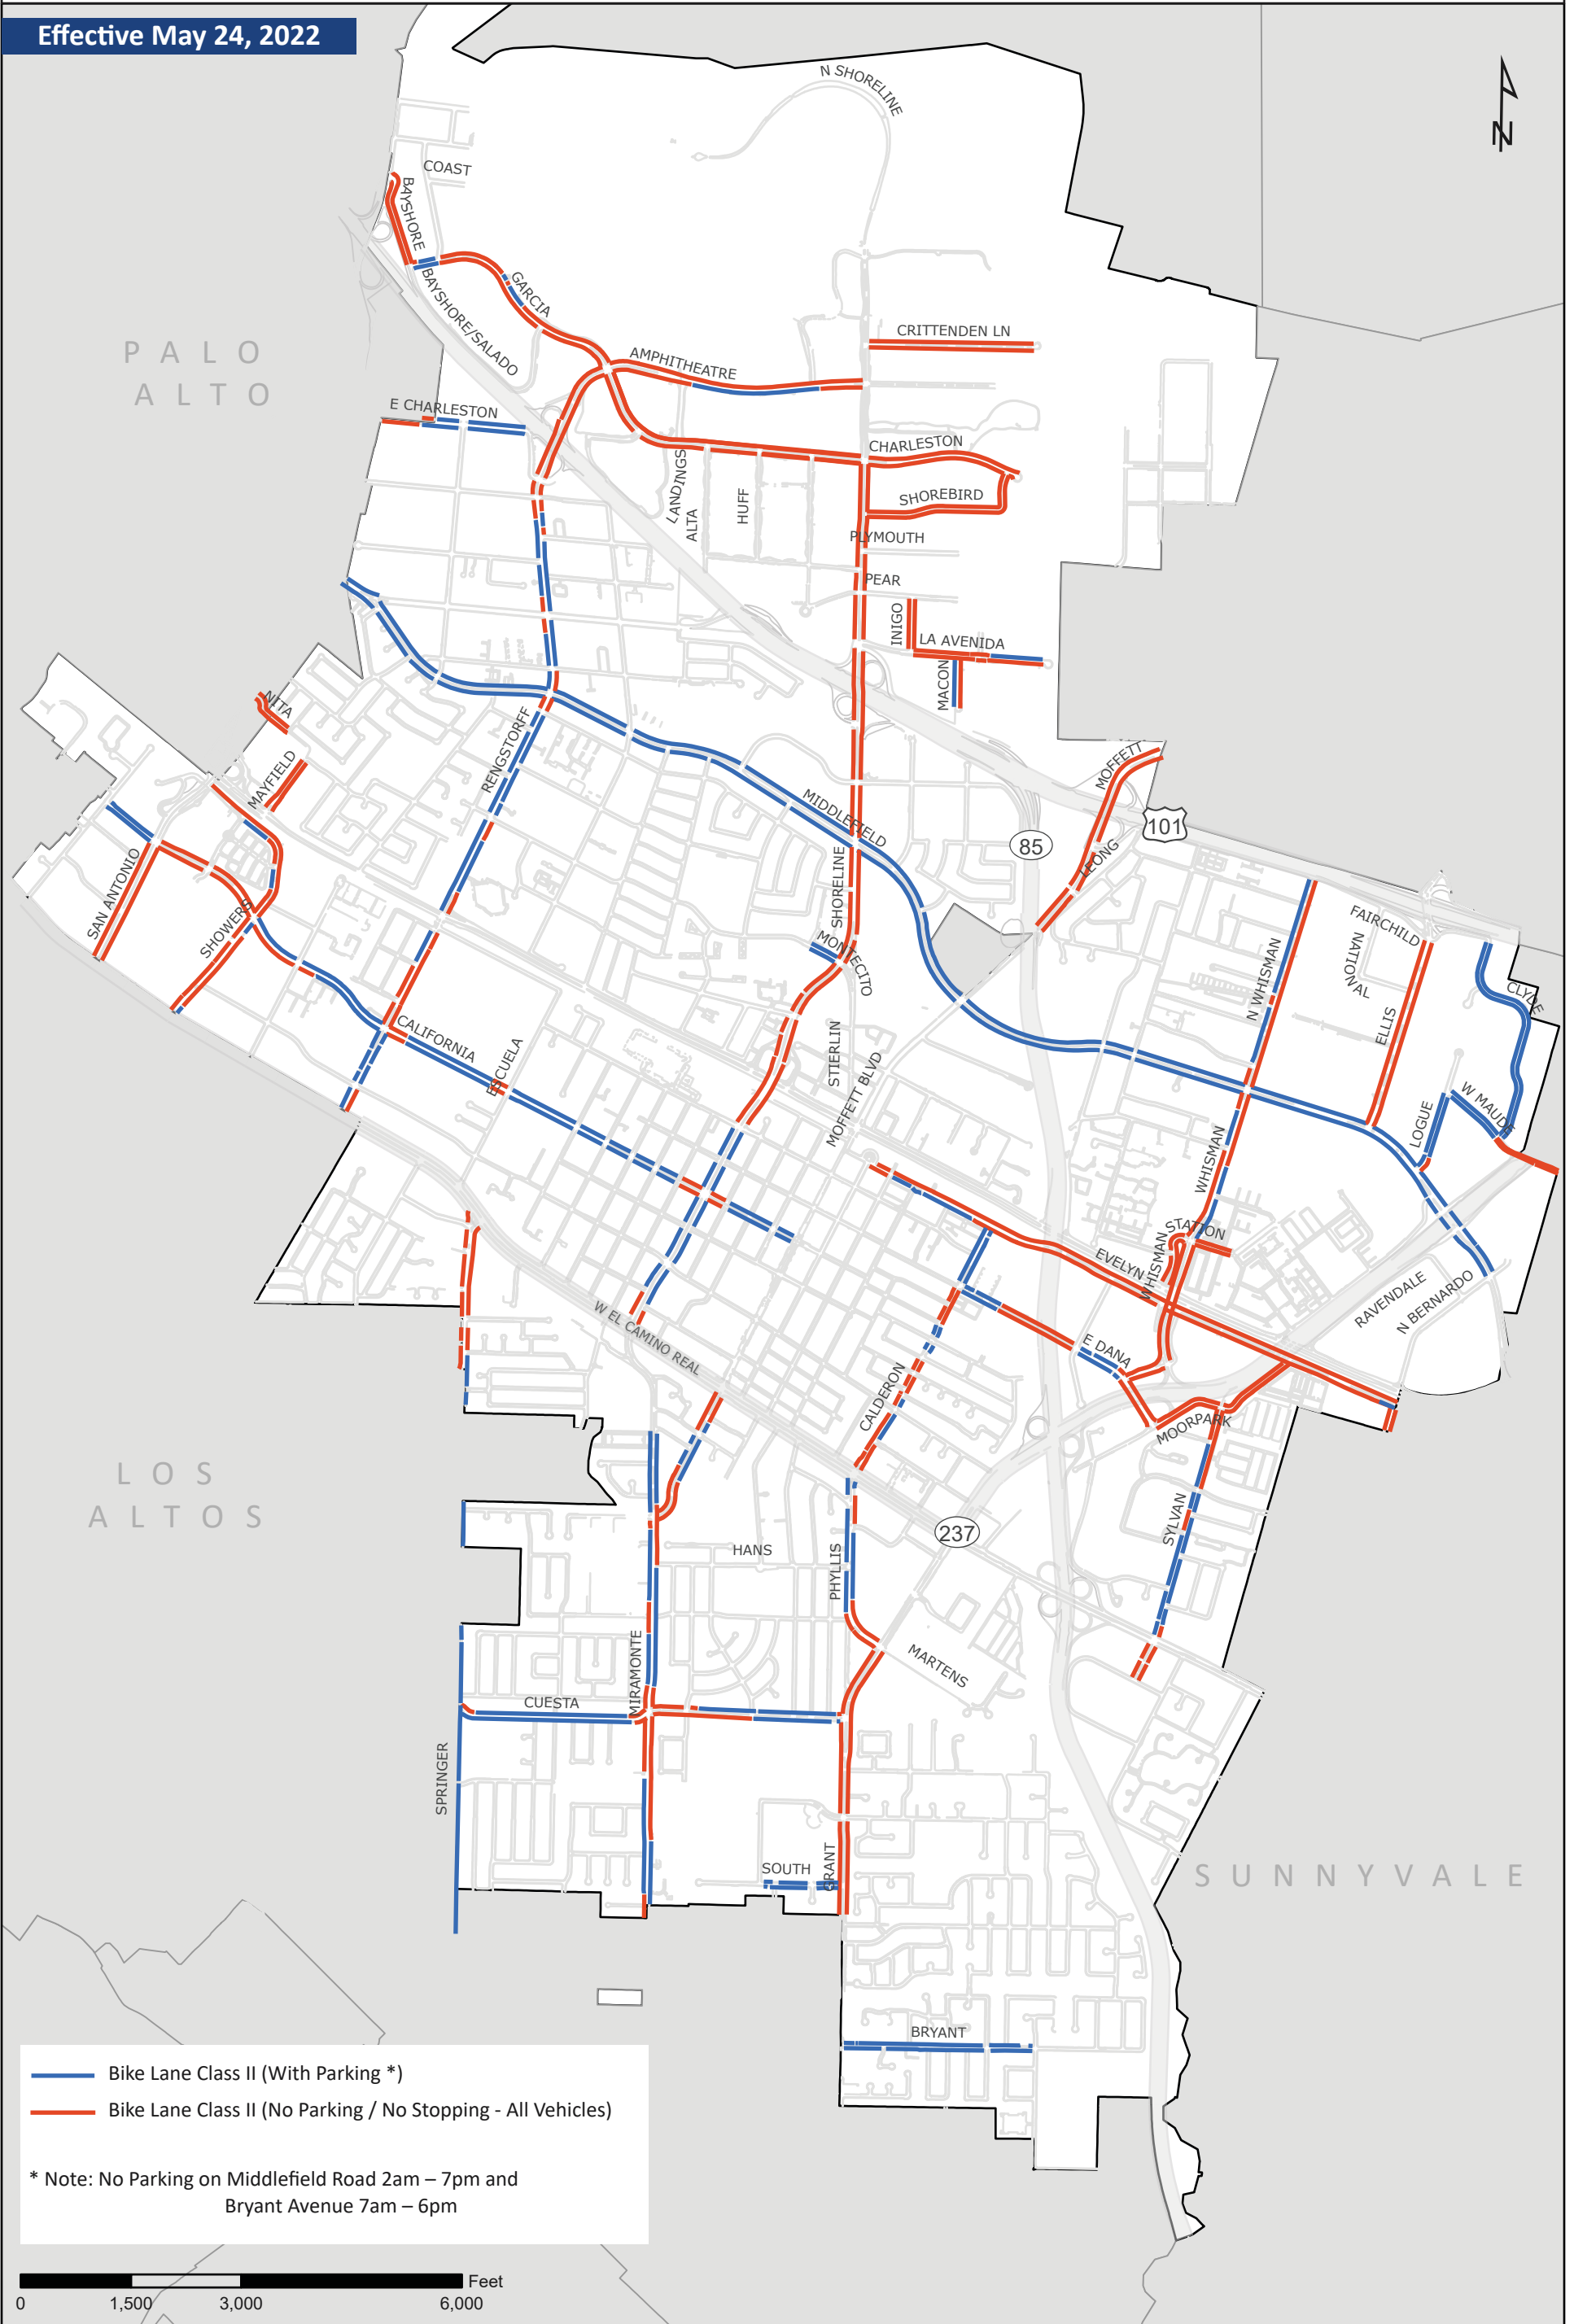 Effective May 24, 2022
N SHORELINE
N
COAST
BAYSHORE
GARCIA
BAYSHORE/SALADO
CRITTENDEN LN
PALO
ALTO
AMPHITHEATRE
E CHARLESTON
CHARLESTON
LANDINGS
ALTA
HUFF
SHOREBIRD
PLYMOUTH
PEAR
INIGO
LA AVENIDA
MACON
NITA
RENGSTORFF
MAYFIELD
MOFFETT
MIDDLEFIELD
101
85
LEONG
SAN ANTONIO
SHOWERS
SHORELINE
MONTECITO
FAIRCHILD
NATIONAL
N WHISMAN
CLYDE
ELLIS
CALIFORNIA
ESCUELA
STIERLIN
MOFFETT BLVD
W MAUDE
LOGUE
WHISMAN
STATION
WHISMAN
EVELYN
RAVENDALE
N BERNARDO
W EL CAMINO REAL
E DANA
CALDERON
MOORPARK
LOS
ALTOS
SYLVAN
237
HANS
PHYLLIS
MARTENS
MIRAMONTE
CUESTA
SPRINGER
SOUTH
GRANT
SUNNYVALE
BRYANT
Bike Lane Class II (With Parking *)
Bike Lane Class II (No Parking / No Stopping - All Vehicles)
* Note: No Parking on Middlefield Road 2am – 7pm and
Bryant Avenue 7am – 6pm
Feet
0 1,500 3,000 6,000